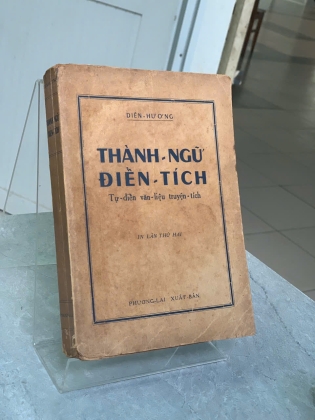 DIÊN-HƯƠNG
THÀNH-NGỮ
ĐIỂN-TÍCH
Tự-điển văn-liệu truyện-tích
IN LẦN THỨ HAI
PHƯƠNG-LAI XUẤT-BẢN